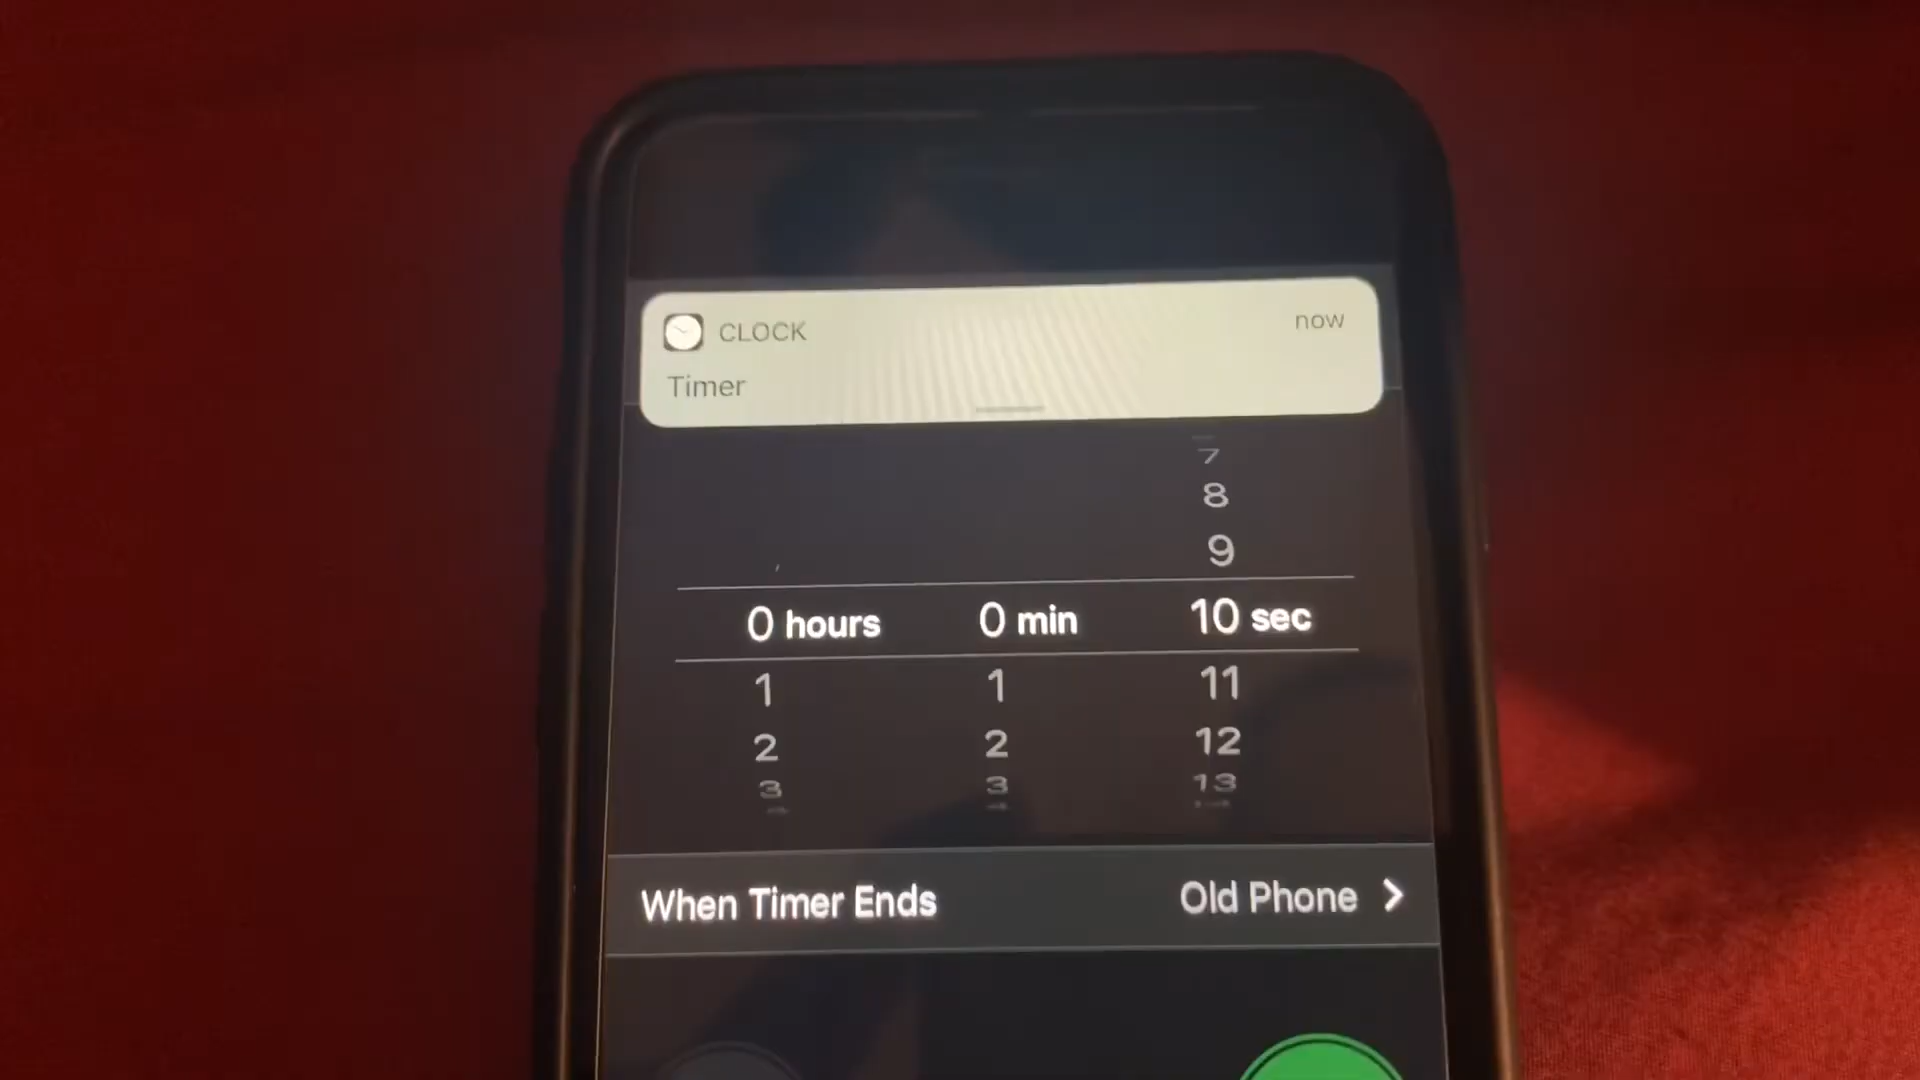 CLOCK now
Timer
7
8
9
0 hours 0 min 10 sec
1 1 11
2 2 12
3 3 13
When Timer Ends Old Phone